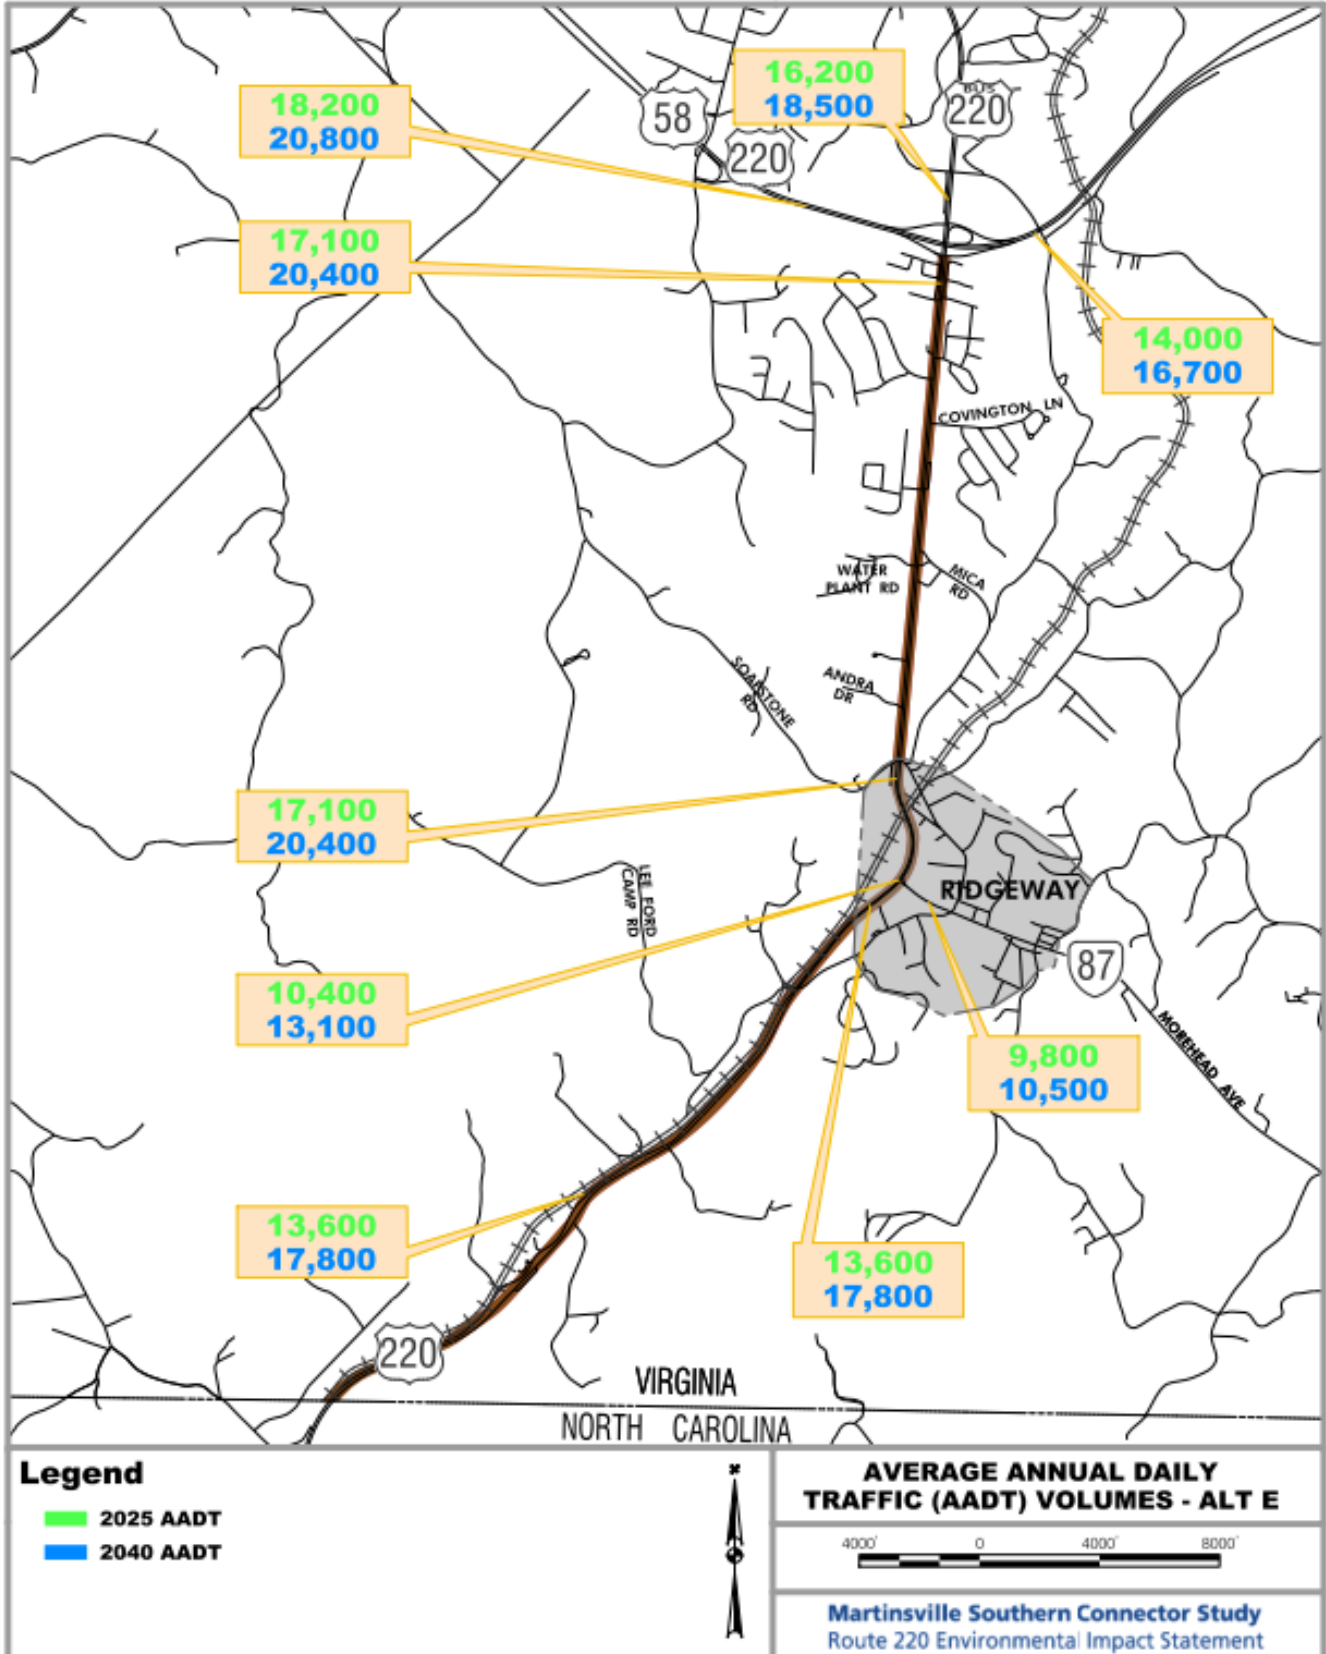 18,200
20,800
16,200
18,500
58
220
BUS
220
17,100
20,400
14,000
16,700
COVINGTON LN
WATER
PLANT RD
MICA
RD
SOAPSTONE
RD
ANDRA
DR
17,100
20,400
LEE FORD
CAMP RD
RIDGEWAY
87
10,400
13,100
MOREHEAD AVE
9,800
10,500
13,600
17,800
13,600
17,800
220
VIRGINIA
NORTH CAROLINA
Legend
2025 AADT
2040 AADT
AVERAGE ANNUAL DAILY
TRAFFIC (AADT) VOLUMES - ALT E
4000' 0 4000' 8000'
Martinsville Southern Connector Study
Route 220 Environmental Impact Statement